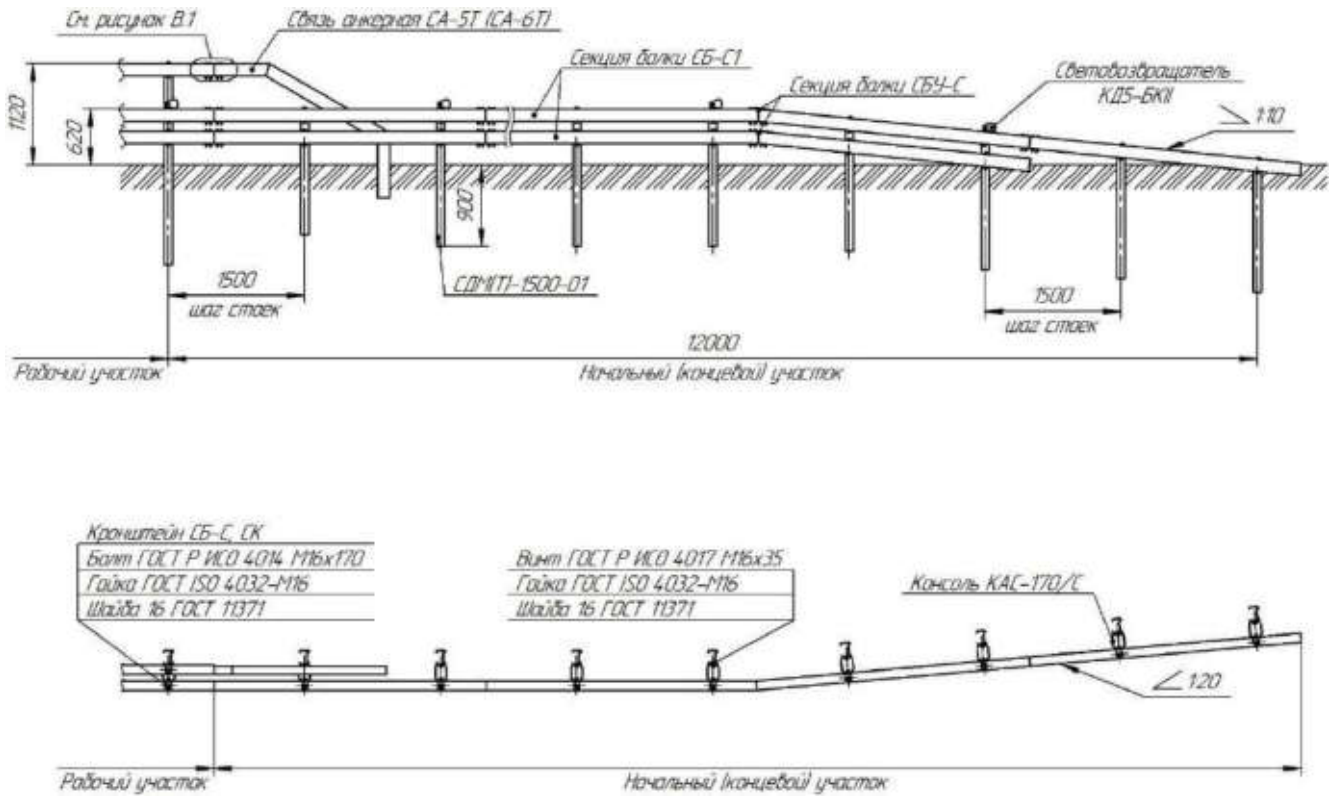 См. рисунок В.1
Связь анкерная СА-5Т (СА-6Т)
Секция балки СБ-С1
Секция балки СБУ-С
Световозвращатель
КД5-БКII
1:10
1120
620
900
СДМ(Т)-1500-01
1500
шаг стоек
1500
шаг стоек
12000
Рабочий участок
Начальный (концевой) участок
Кронштейн СБ-С, СК
Болт ГОСТ Р ИСО 4014 М16х170
Гайка ГОСТ ISO 4032-М16
Шайба 16 ГОСТ 11371
Винт ГОСТ Р ИСО 4017 М16х35
Гайка ГОСТ ISO 4032-М16
Шайба 16 ГОСТ 11371
Консоль КАС-170/С
1:20
Рабочий участок
Начальный (концевой) участок